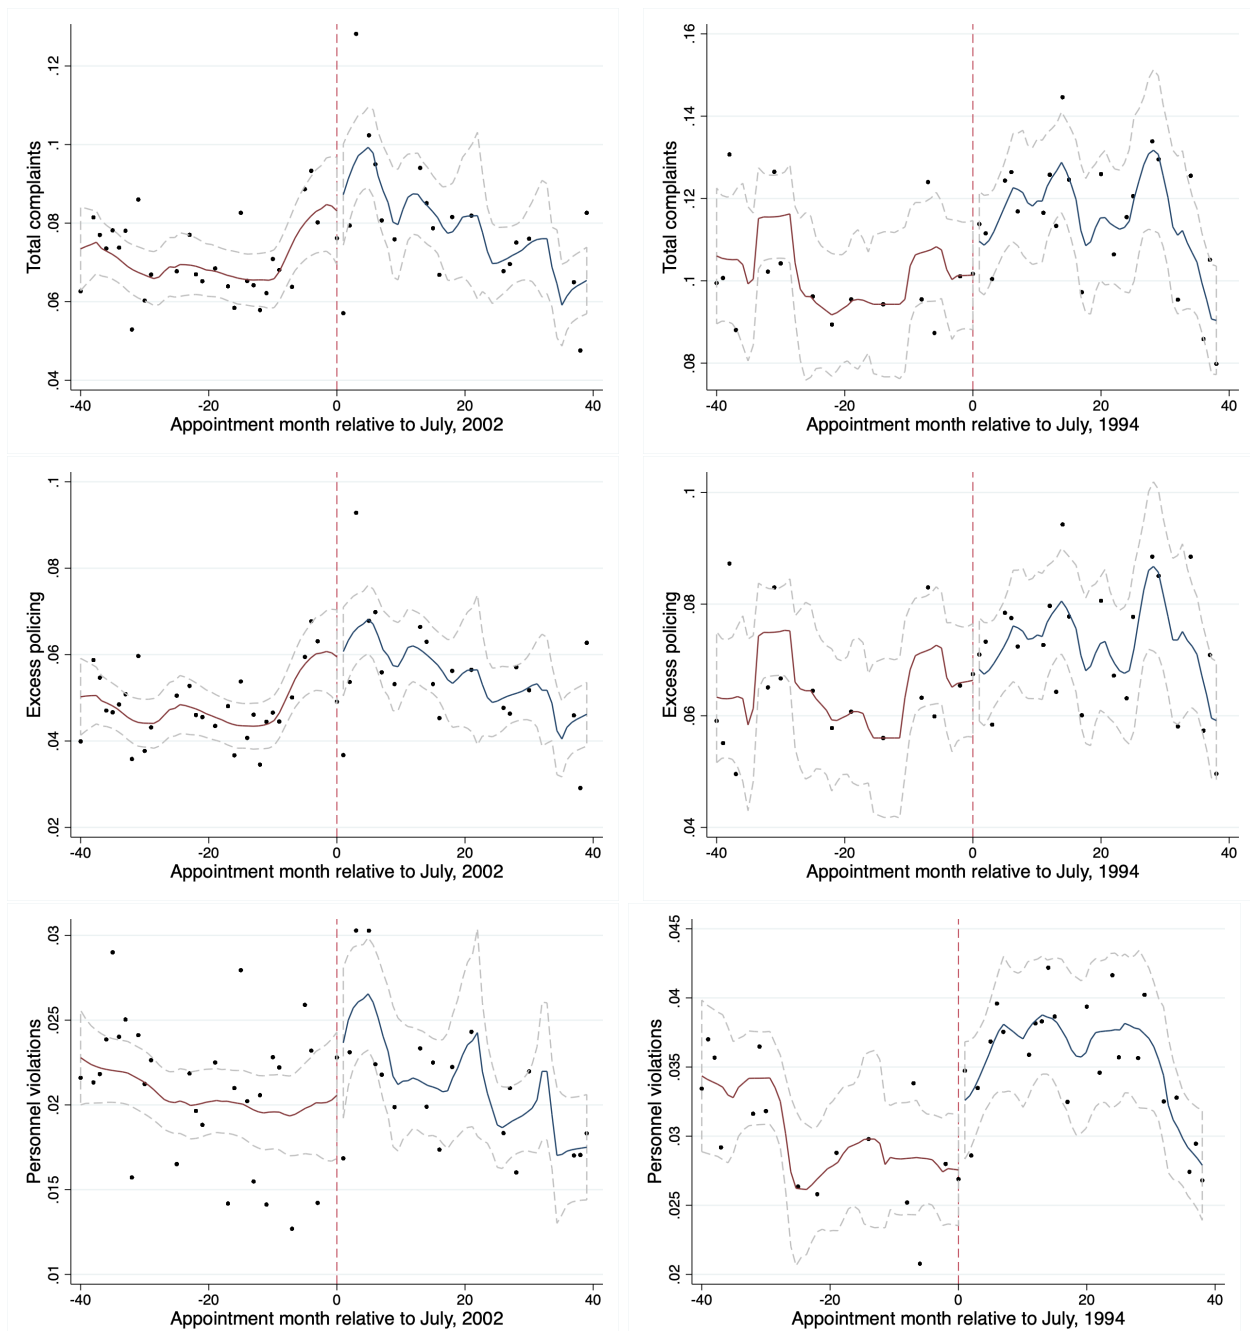 Total complaints
.12
.1
.08
.06
.04
-40 -20 0 20 40
Appointment month relative to July, 2002
Total complaints
.16
.14
.12
.1
.08
-40 -20 0 20 40
Appointment month relative to July, 1994
Excess policing
.1
.08
.06
.04
.02
-40 -20 0 20 40
Appointment month relative to July, 2002
Excess policing
.1
.08
.06
.04
-40 -20 0 20 40
Appointment month relative to July, 1994
Personnel violations
.03
.025
.02
.015
.01
-40 -20 0 20 40
Appointment month relative to July, 2002
Personnel violations
.045
.04
.035
.03
.025
.02
-40 -20 0 20 40
Appointment month relative to July, 1994